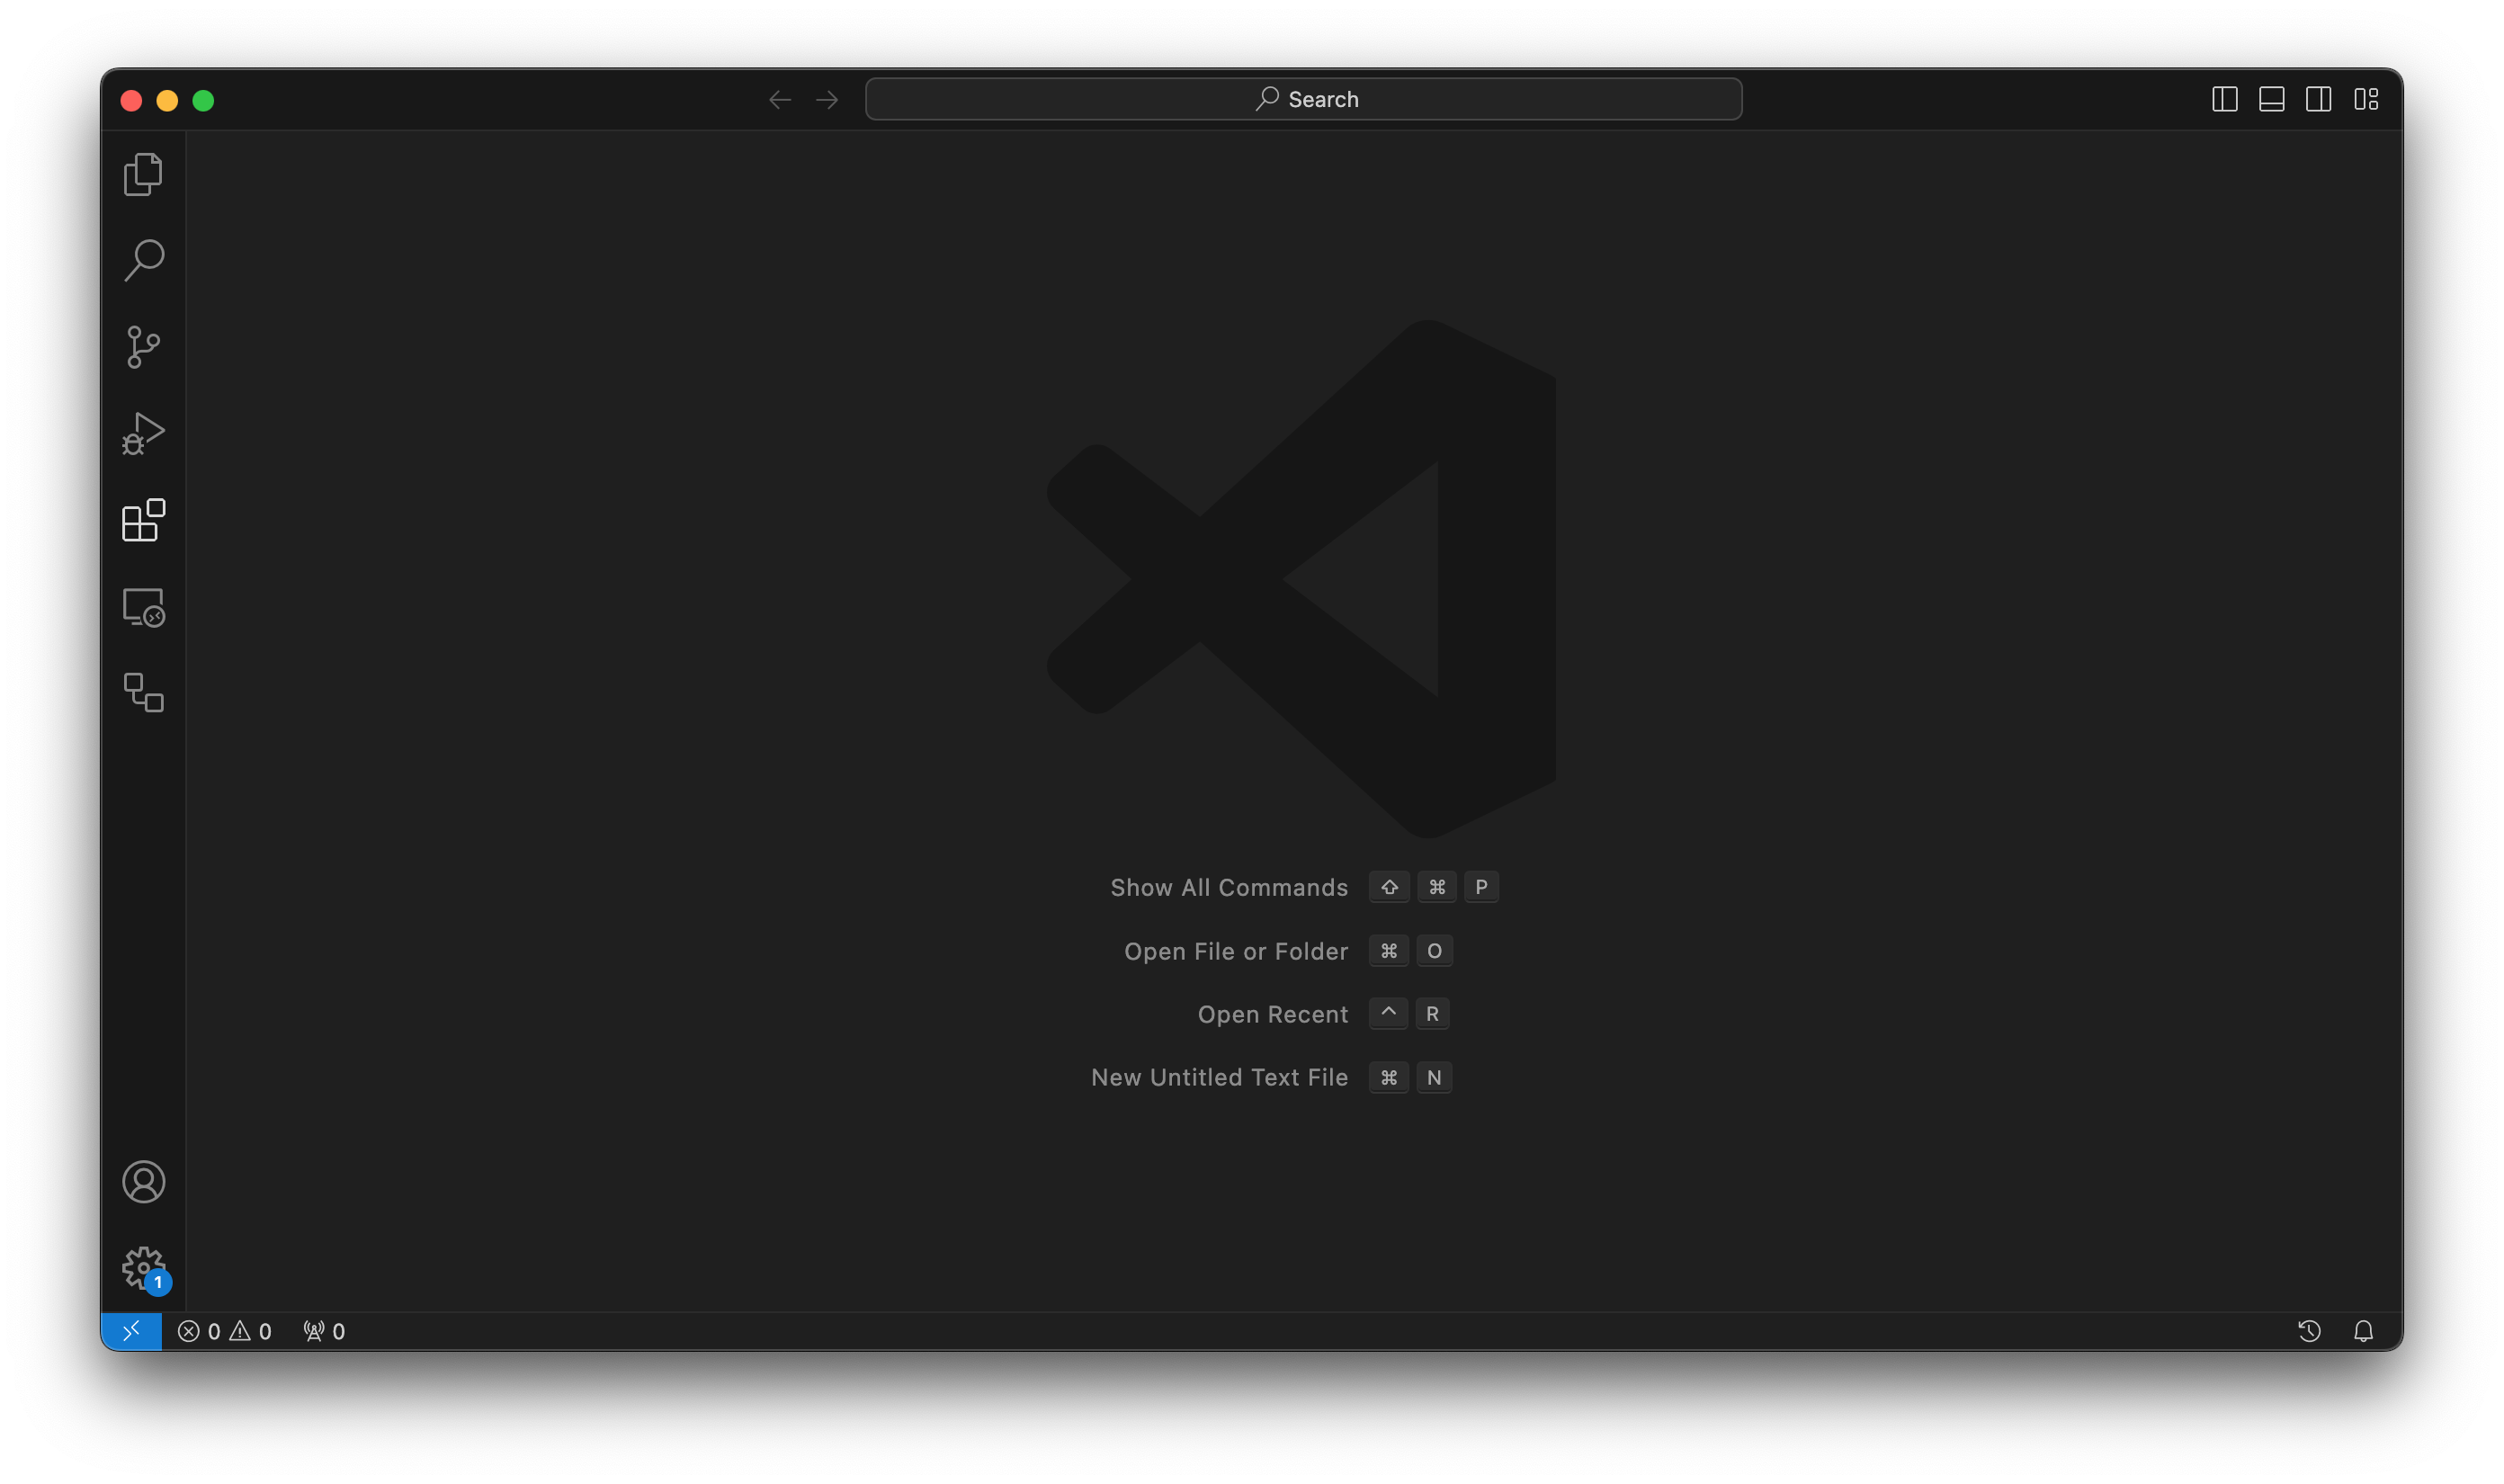 Search
Show All Commands ⇧ ⌘ P
Open File or Folder ⌘ O
Open Recent ^ R
New Untitled Text File ⌘ N
1
0 0 0